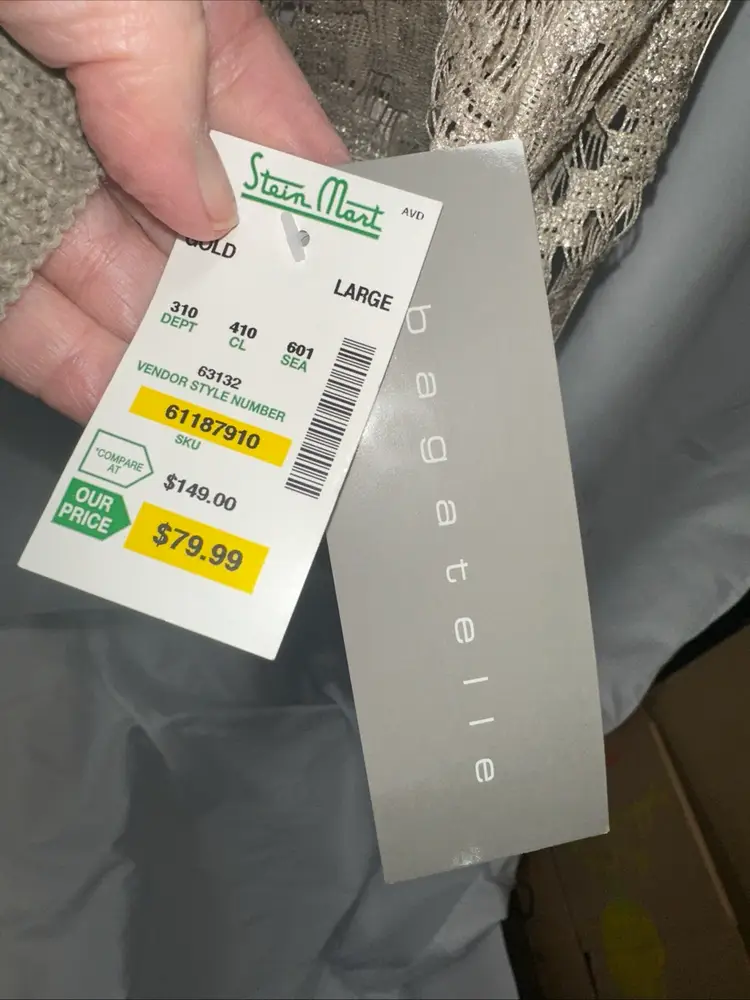 Stein Mart
AVD
GOLD
LARGE
310
DEPT
410
CL
601
SEA
63132
VENDOR STYLE NUMBER
61187910
SKU
*COMPARE
AT
$149.00
OUR
PRICE
$79.99
bagatelle